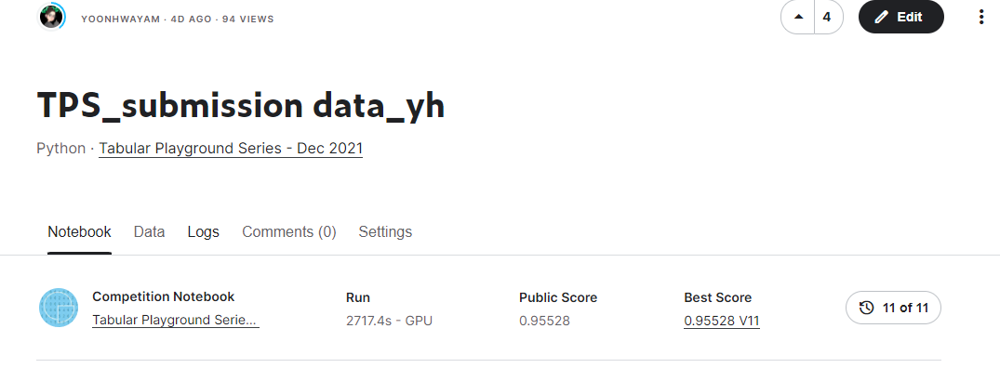 YOONHWAYAM · 4D AGO · 94 VIEWS
4
Edit
TPS_submission data_yh
Python · Tabular Playground Series - Dec 2021
Notebook Data Logs Comments (0) Settings
Competition Notebook
Tabular Playground Serie...
Run
2717.4s - GPU
Public Score
0.95528
Best Score
0.95528 V11
11 of 11